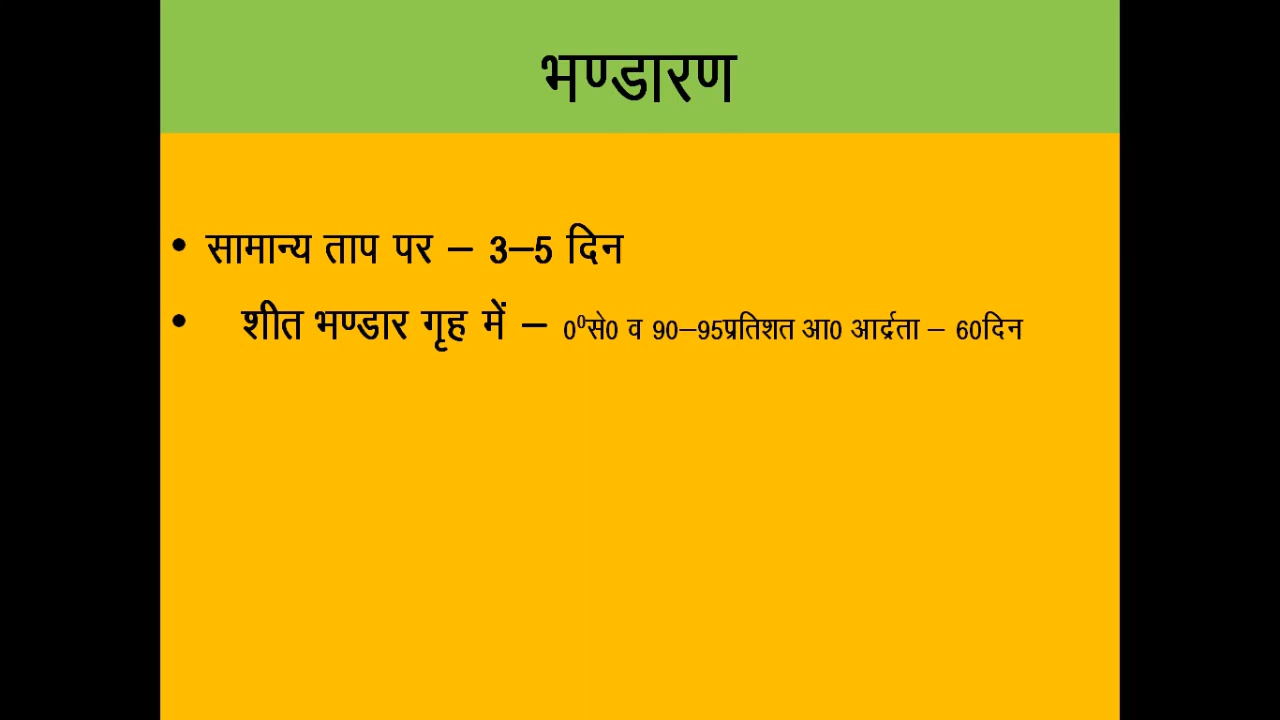 भण्डारण
• सामान्य ताप पर – 3–5 दिन
• शीत भण्डार गृह में – 0⁰से0 व 90–95प्रतिशत आ0 आर्द्रता – 60दिन